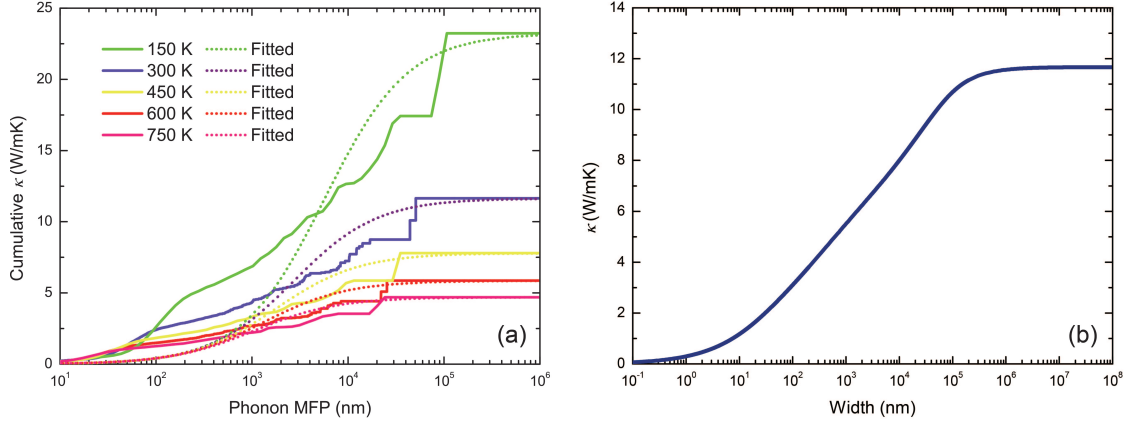 25
20
15
10
5
0
Cumulative κ (W/mK)
150 K Fitted
300 K Fitted
450 K Fitted
600 K Fitted
750 K Fitted
(a)
10¹ 10² 10³ 10⁴ 10⁵ 10⁶
Phonon MFP (nm)
14
12
10
8
6
4
2
0
κ (W/mK)
(b)
10⁻¹ 10⁰ 10¹ 10² 10³ 10⁴ 10⁵ 10⁶ 10⁷ 10⁸
Width (nm)